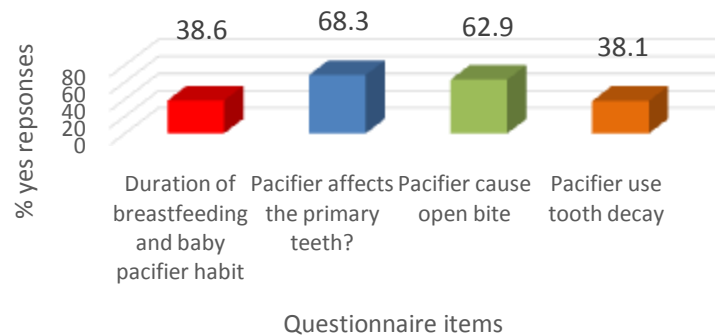 38.6
68.3
62.9
38.1
80
60
40
20
0
% yes repsonses
Duration of
breastfeeding
and baby
pacifier habit
Pacifier affects
the primary
teeth?
Pacifier cause
open bite
Pacifier use
tooth decay
Questionnaire items